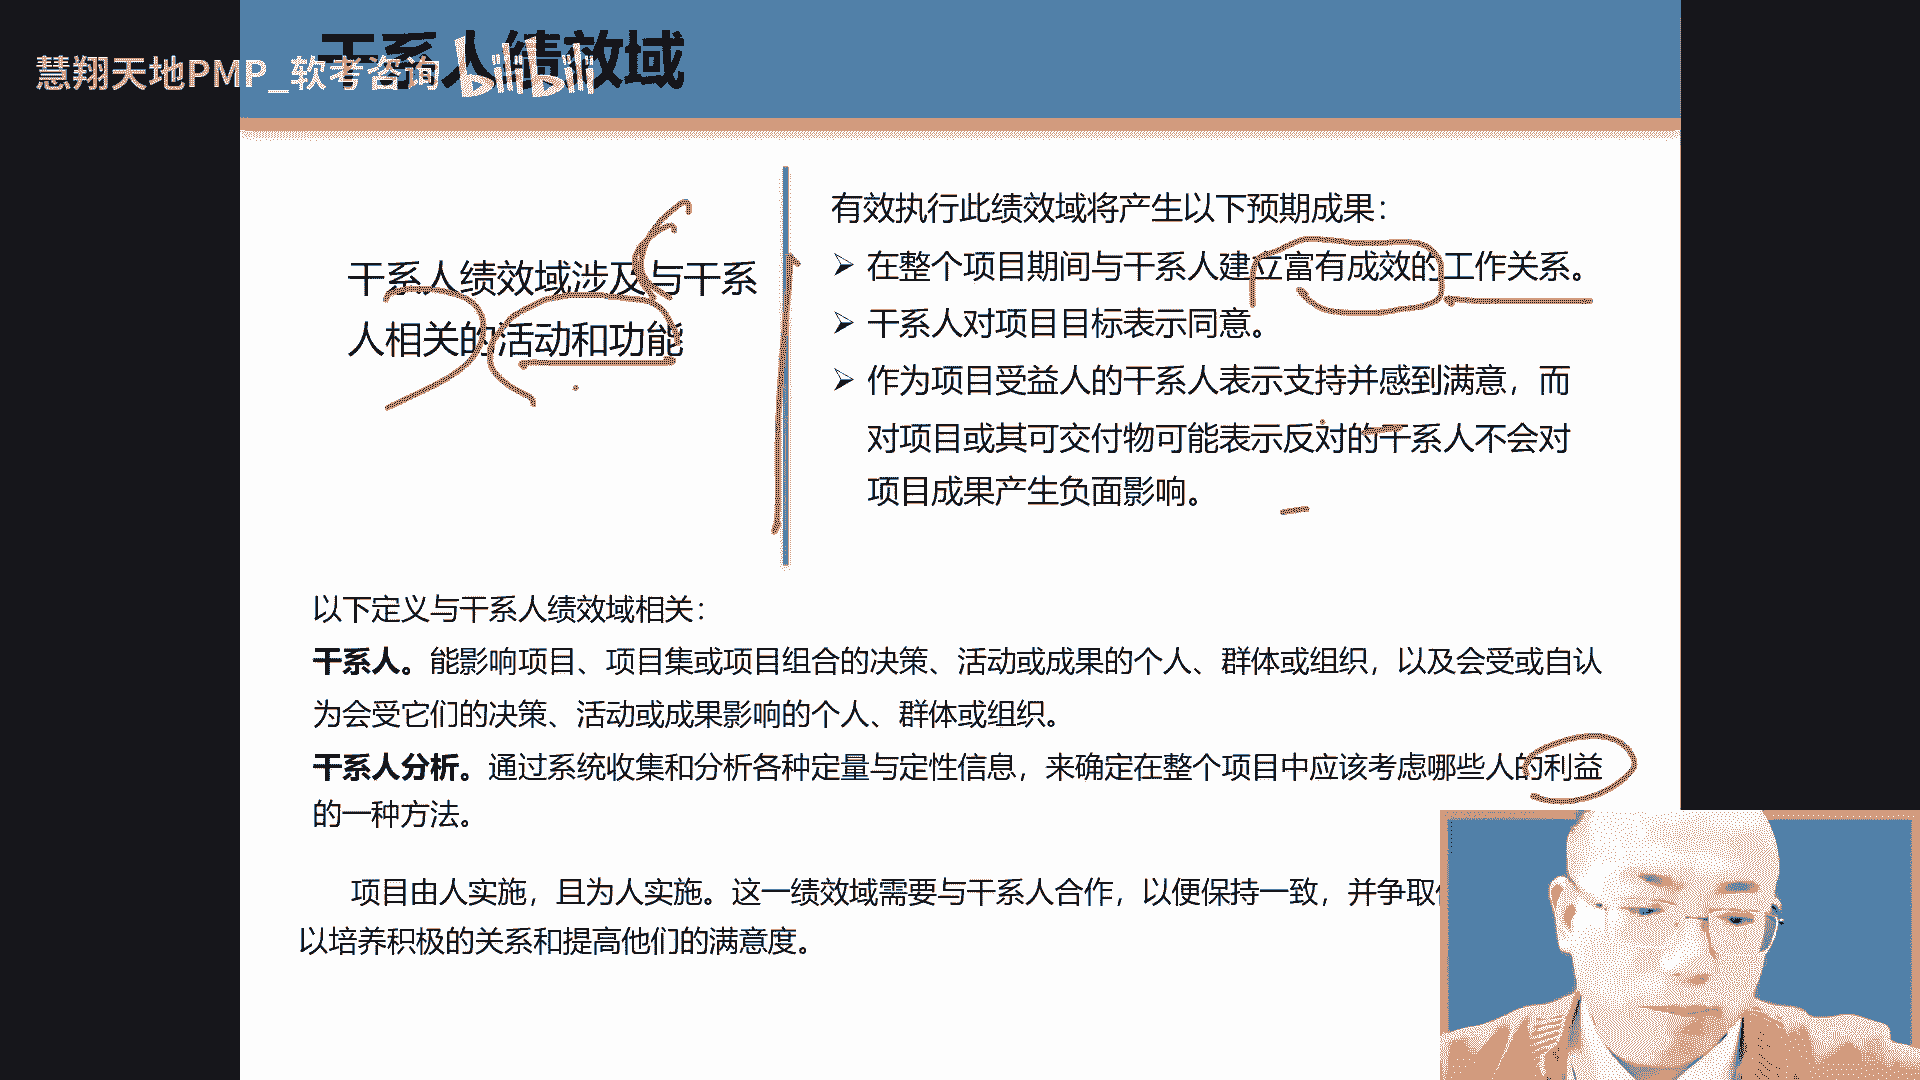 干系人绩效域
慧翔天地PMP_软考咨询
bilibili
干系人绩效域涉及与干系
人相关的活动和功能
有效执行此绩效域将产生以下预期成果：
➢ 在整个项目期间与干系人建立富有成效的工作关系。
➢ 干系人对项目目标表示同意。
➢ 作为项目受益人的干系人表示支持并感到满意，而
对项目或其可交付物可能表示反对的干系人不会对
项目成果产生负面影响。
以下定义与干系人绩效域相关：
干系人。能影响项目、项目集或项目组合的决策、活动或成果的个人、群体或组织，以及会受或自认
为会受它们的决策、活动或成果影响的个人、群体或组织。
干系人分析。通过系统收集和分析各种定量与定性信息，来确定在整个项目中应该考虑哪些人的利益
的一种方法。
项目由人实施，且为人实施。这一绩效域需要与干系人合作，以便保持一致，并争取
以培养积极的关系和提高他们的满意度。